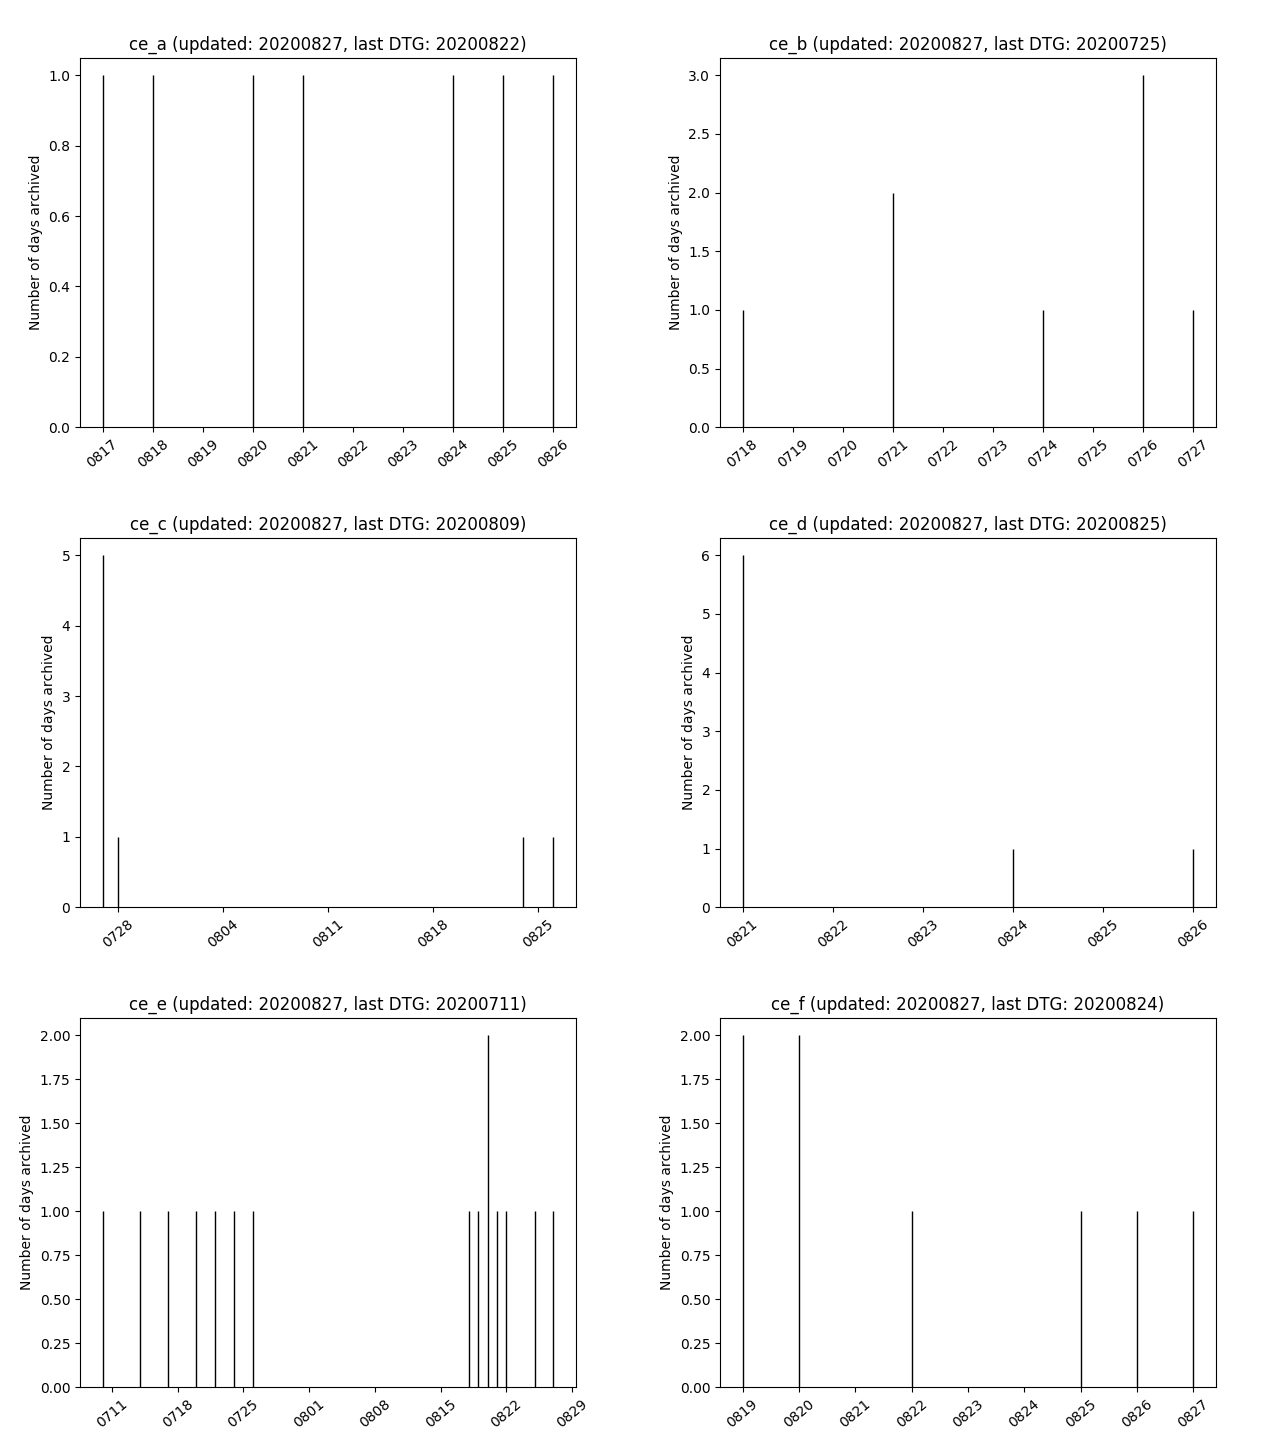 ce_a (updated: 20200827, last DTG: 20200822)
Number of days archived
1.0
0.8
0.6
0.4
0.2
0.0
0817 0818 0819 0820 0821 0822 0823 0824 0825 0826
ce_b (updated: 20200827, last DTG: 20200725)
Number of days archived
3.0
2.5
2.0
1.5
1.0
0.5
0.0
0718 0719 0720 0721 0722 0723 0724 0725 0726 0727
ce_c (updated: 20200827, last DTG: 20200809)
Number of days archived
5
4
3
2
1
0
0728 0804 0811 0818 0825
ce_d (updated: 20200827, last DTG: 20200825)
Number of days archived
6
5
4
3
2
1
0
0821 0822 0823 0824 0825 0826
ce_e (updated: 20200827, last DTG: 20200711)
Number of days archived
2.00
1.75
1.50
1.25
1.00
0.75
0.50
0.25
0.00
0711 0718 0725 0801 0808 0815 0822 0829
ce_f (updated: 20200827, last DTG: 20200824)
Number of days archived
2.00
1.75
1.50
1.25
1.00
0.75
0.50
0.25
0.00
0819 0820 0821 0822 0823 0824 0825 0826 0827